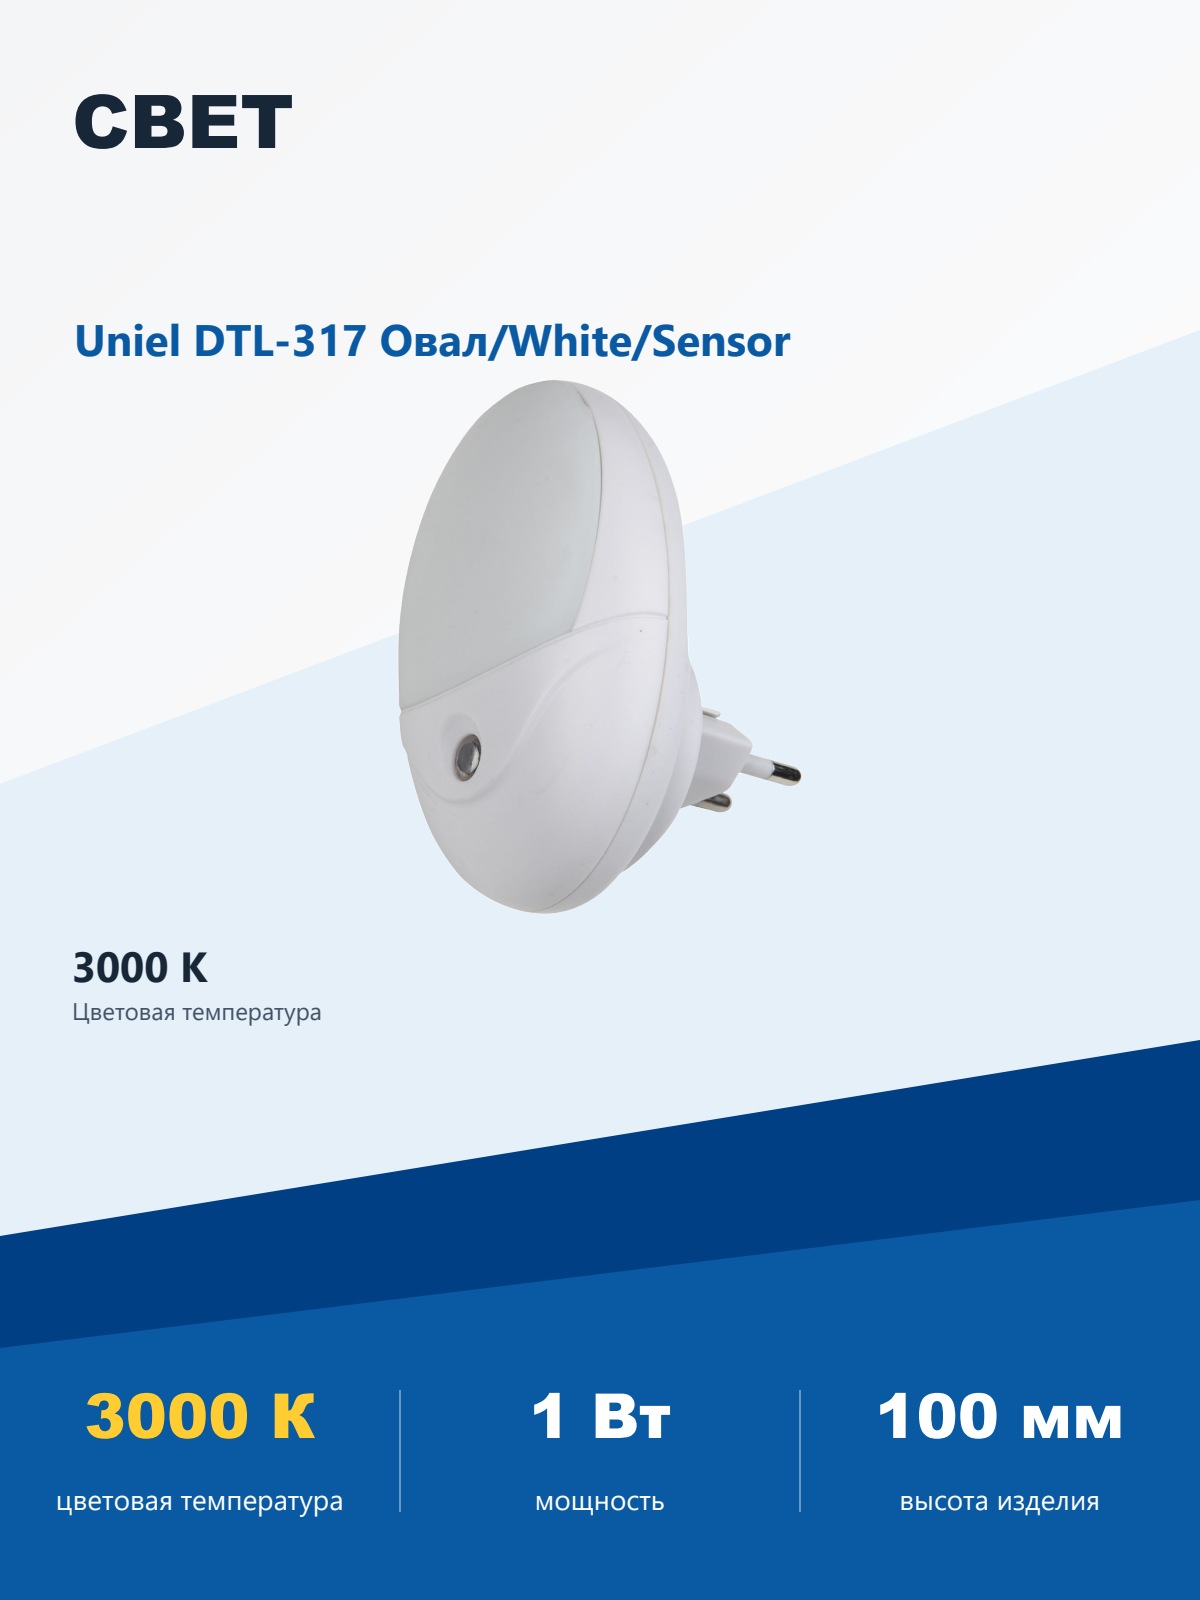 СВЕТ
Uniel DTL-317 Овал/White/Sensor
3000 К
Цветовая температура
3000 К
цветовая температура
1 Вт
мощность
100 мм
высота изделия